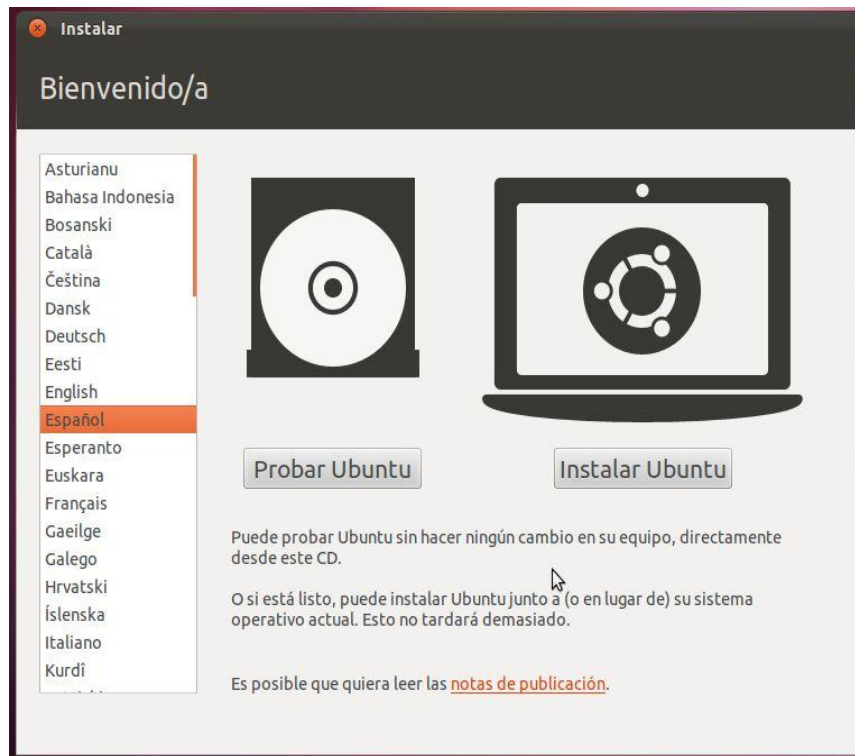 Instalar
Bienvenido/a
Asturianu
Bahasa Indonesia
Bosanski
Català
Čeština
Dansk
Deutsch
Eesti
English
Español
Esperanto
Euskara
Français
Gaeilge
Galego
Hrvatski
Íslenska
Italiano
Kurdî
Probar Ubuntu
Instalar Ubuntu
Puede probar Ubuntu sin hacer ningún cambio en su equipo, directamente
desde este CD.
O si está listo, puede instalar Ubuntu junto a (o en lugar de) su sistema
operativo actual. Esto no tardará demasiado.
Es posible que quiera leer las notas de publicación.